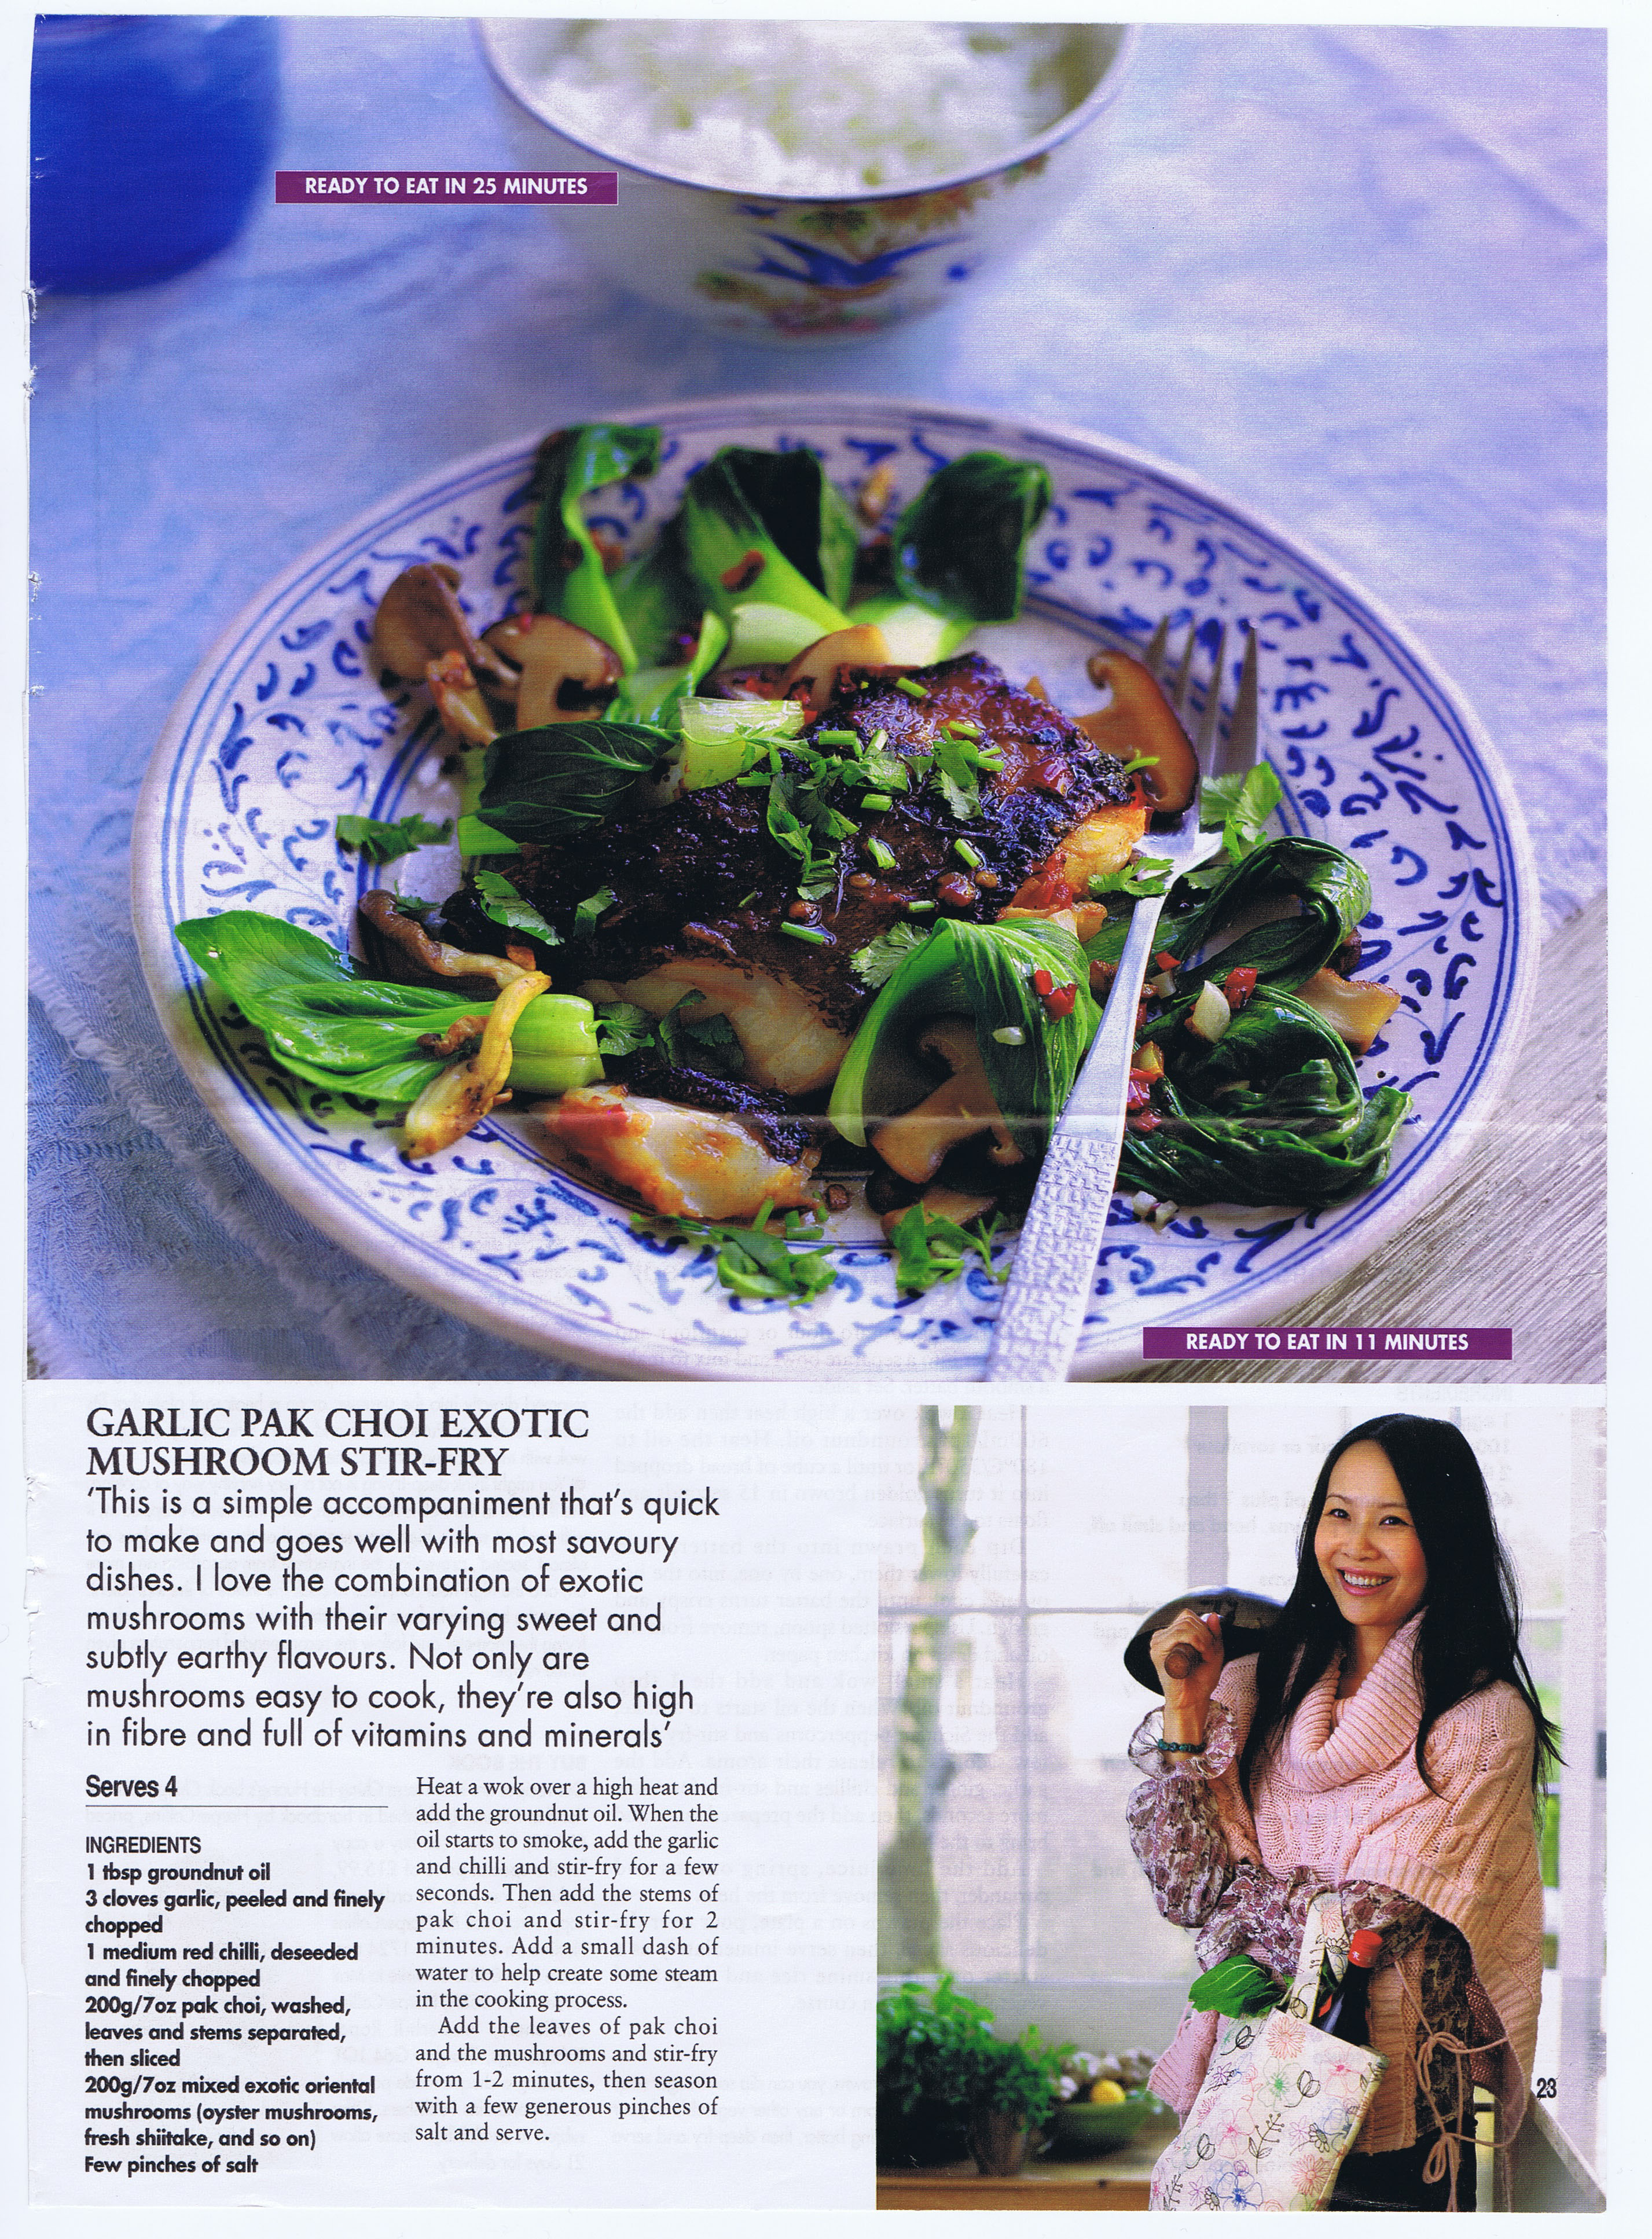 READY TO EAT IN 25 MINUTES
READY TO EAT IN 11 MINUTES
GARLIC PAK CHOI EXOTIC
MUSHROOM STIR-FRY
‘This is a simple accompaniment that’s quick
to make and goes well with most savoury
dishes. I love the combination of exotic
mushrooms with their varying sweet and
subtly earthy flavours. Not only are
mushrooms easy to cook, they’re also high
in fibre and full of vitamins and minerals’
Serves 4
INGREDIENTS
1 tbsp groundnut oil
3 cloves garlic, peeled and finely
chopped
1 medium red chilli, deseeded
and finely chopped
200g/7oz pak choi, washed,
leaves and stems separated,
then sliced
200g/7oz mixed exotic oriental
mushrooms (oyster mushrooms,
fresh shiitake, and so on)
Few pinches of salt
Heat a wok over a high heat and
add the groundnut oil. When the
oil starts to smoke, add the garlic
and chilli and stir-fry for a few
seconds. Then add the stems of
pak choi and stir-fry for 2
minutes. Add a small dash of
water to help create some steam
in the cooking process.
Add the leaves of pak choi
and the mushrooms and stir-fry
from 1-2 minutes, then season
with a few generous pinches of
salt and serve.
23